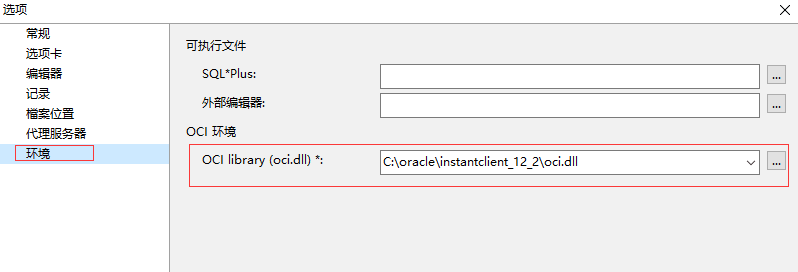 选项
常规
选项卡
编辑器
记录
檔案位置
代理服务器
环境
可执行文件
SQL*Plus:
...
外部编辑器:
...
OCI 环境
OCI library (oci.dll) *:
C:\oracle\instantclient_12_2\oci.dll
...